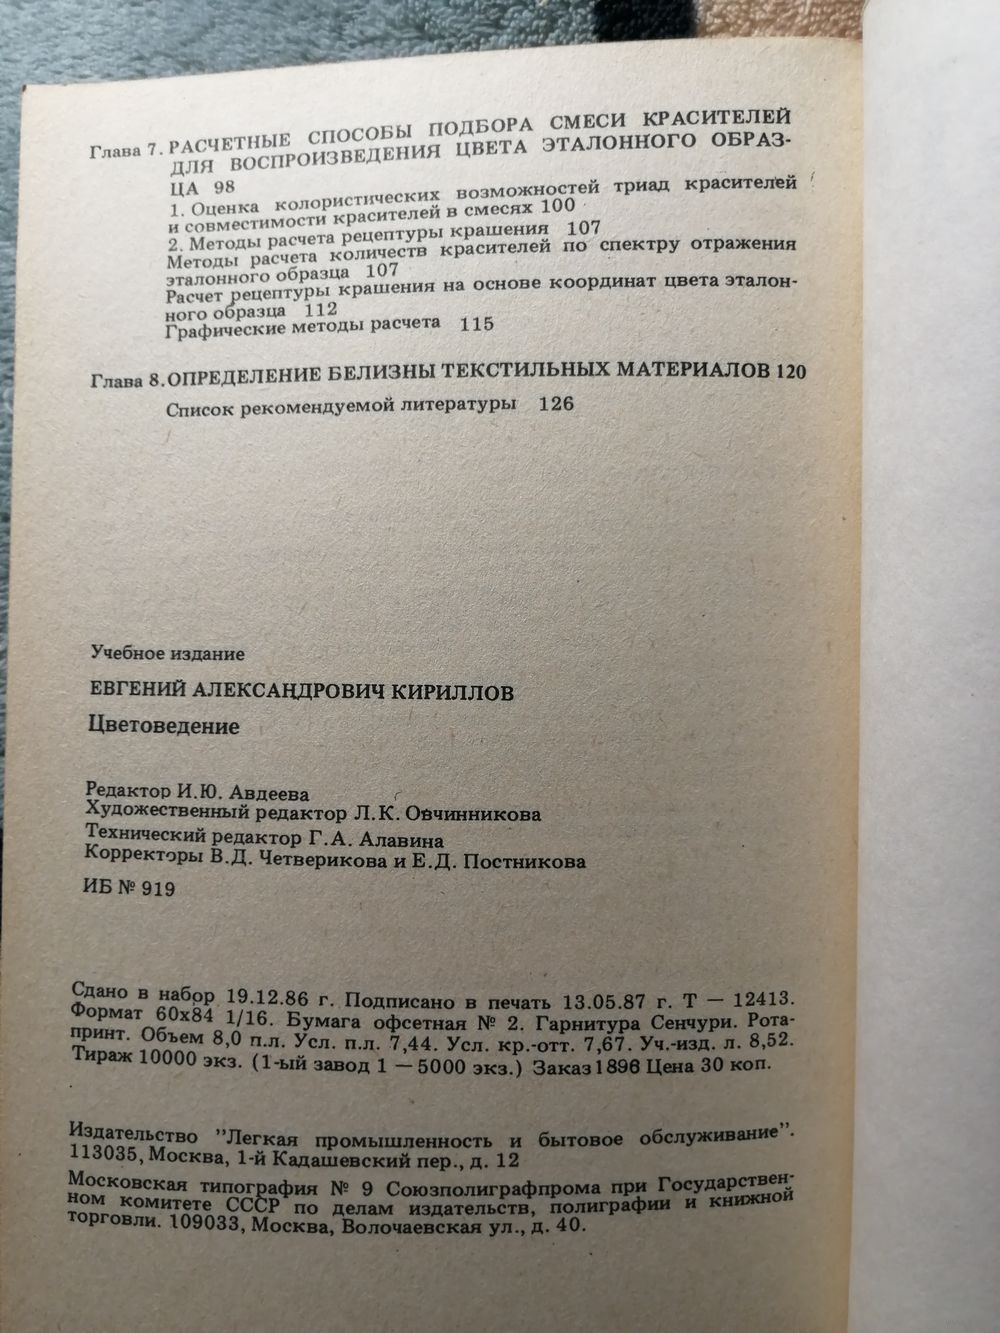 Глава 7. РАСЧЕТНЫЕ СПОСОБЫ ПОДБОРА СМЕСИ КРАСИТЕЛЕЙ
ДЛЯ ВОСПРОИЗВЕДЕНИЯ ЦВЕТА ЭТАЛОННОГО ОБРАЗ-
ЦА 98
1. Оценка колористических возможностей триад красителей
и совместимости красителей в смесях 100
2. Методы расчета рецептуры крашения 107
Методы расчета количеств красителей по спектру отражения
эталонного образца 107
Расчет рецептуры крашения на основе координат цвета эталон-
ного образца 112
Графические методы расчета 115
Глава 8. ОПРЕДЕЛЕНИЕ БЕЛИЗНЫ ТЕКСТИЛЬНЫХ МАТЕРИАЛОВ 120
Список рекомендуемой литературы 126
Учебное издание
ЕВГЕНИЙ АЛЕКСАНДРОВИЧ КИРИЛЛОВ
Цветоведение
Редактор И.Ю. Авдеева
Художественный редактор Л.К. Овчинникова
Технический редактор Г.А. Алавина
Корректоры В.Д. Четверикова и Е.Д. Постникова
ИБ № 919
Сдано в набор 19.12.86 г. Подписано в печать 13.05.87 г. Т — 12413.
Формат 60х84 1/16. Бумага офсетная № 2. Гарнитура Сенчури. Рота-
принт. Объем 8,0 п.л. Усл. п.л. 7,44. Усл. кр.-отт. 7,67. Уч.-изд. л. 8,52.
Тираж 10000 экз. (1-ый завод 1 — 5000 экз.) Заказ 1896 Цена 30 коп.
Издательство "Легкая промышленность и бытовое обслуживание".
113035, Москва, 1-й Кадашевский пер., д. 12
Московская типография № 9 Союзполиграфпрома при Государствен-
ном комитете СССР по делам издательств, полиграфии и книжной
торговли. 109033, Москва, Волочаевская ул., д. 40.